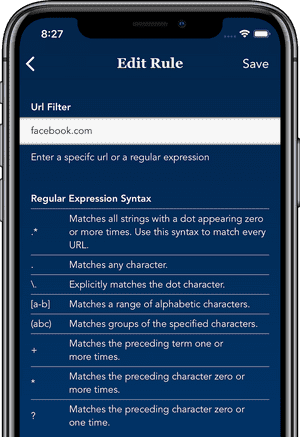 8:27
Edit Rule
Save
Url Filter
facebook.com
Enter a specifc url or a regular expression
Regular Expression Syntax
.* Matches all strings with a dot appearing zero
or more times. Use this syntax to match every
URL.
. Matches any character.
\. Explicitly matches the dot character.
[a-b] Matches a range of alphabetic characters.
(abc) Matches groups of the specified characters.
+ Matches the preceding term one or
more times.
* Matches the preceding character zero or
more times.
? Matches the preceding character zero or
one time.